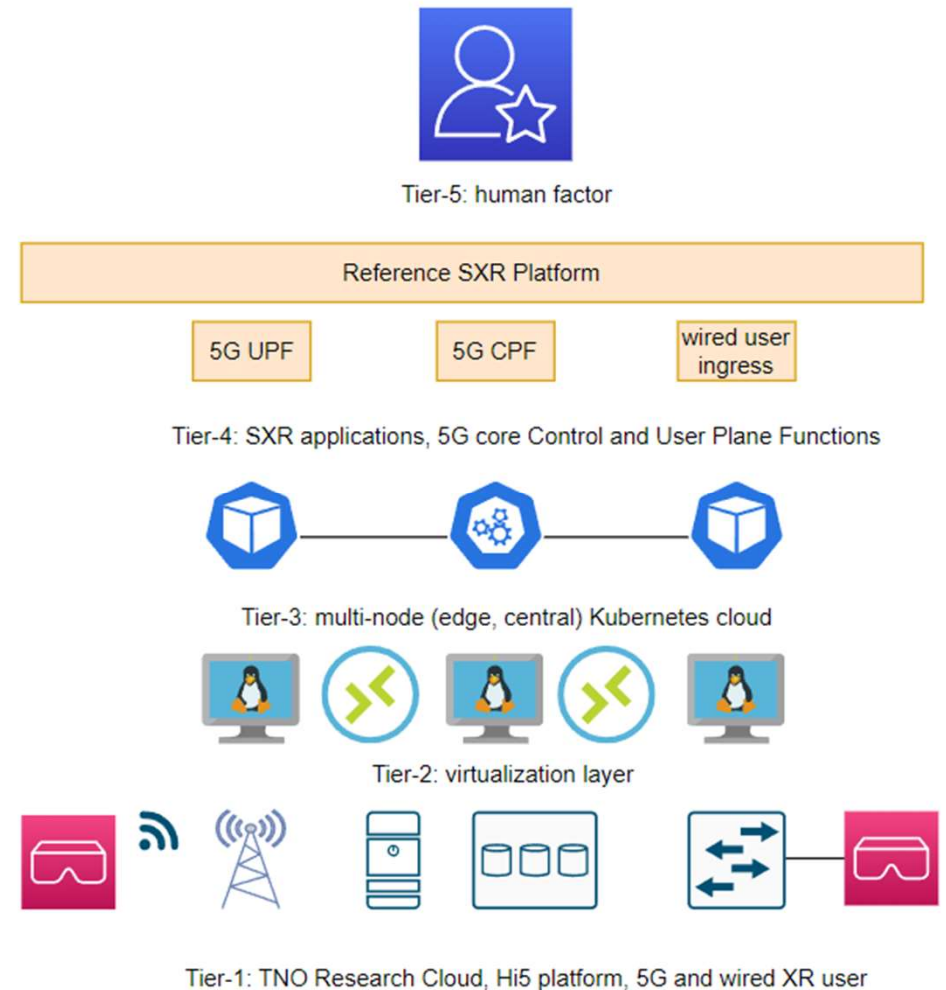 Tier-5: human factor
Reference SXR Platform
5G UPF
5G CPF
wired user
ingress
Tier-4: SXR applications, 5G core Control and User Plane Functions
Tier-3: multi-node (edge, central) Kubernetes cloud
Tier-2: virtualization layer
Tier-1: TNO Research Cloud, Hi5 platform, 5G and wired XR user